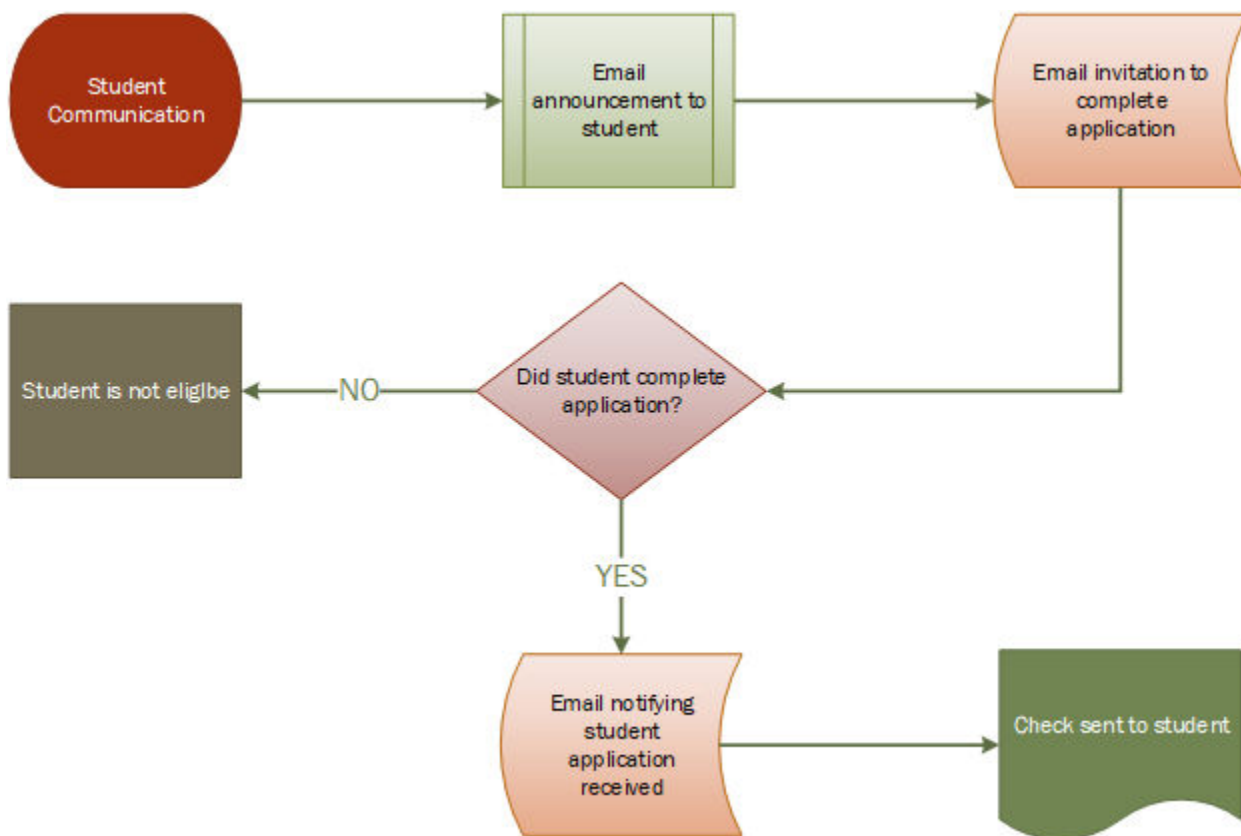 Student
Communication
Email
announcement to
student
Email invitation to
complete
application
Student is not eliglbe
NO
Did student complete
application?
YES
Email notifying
student
application
received
Check sent to student